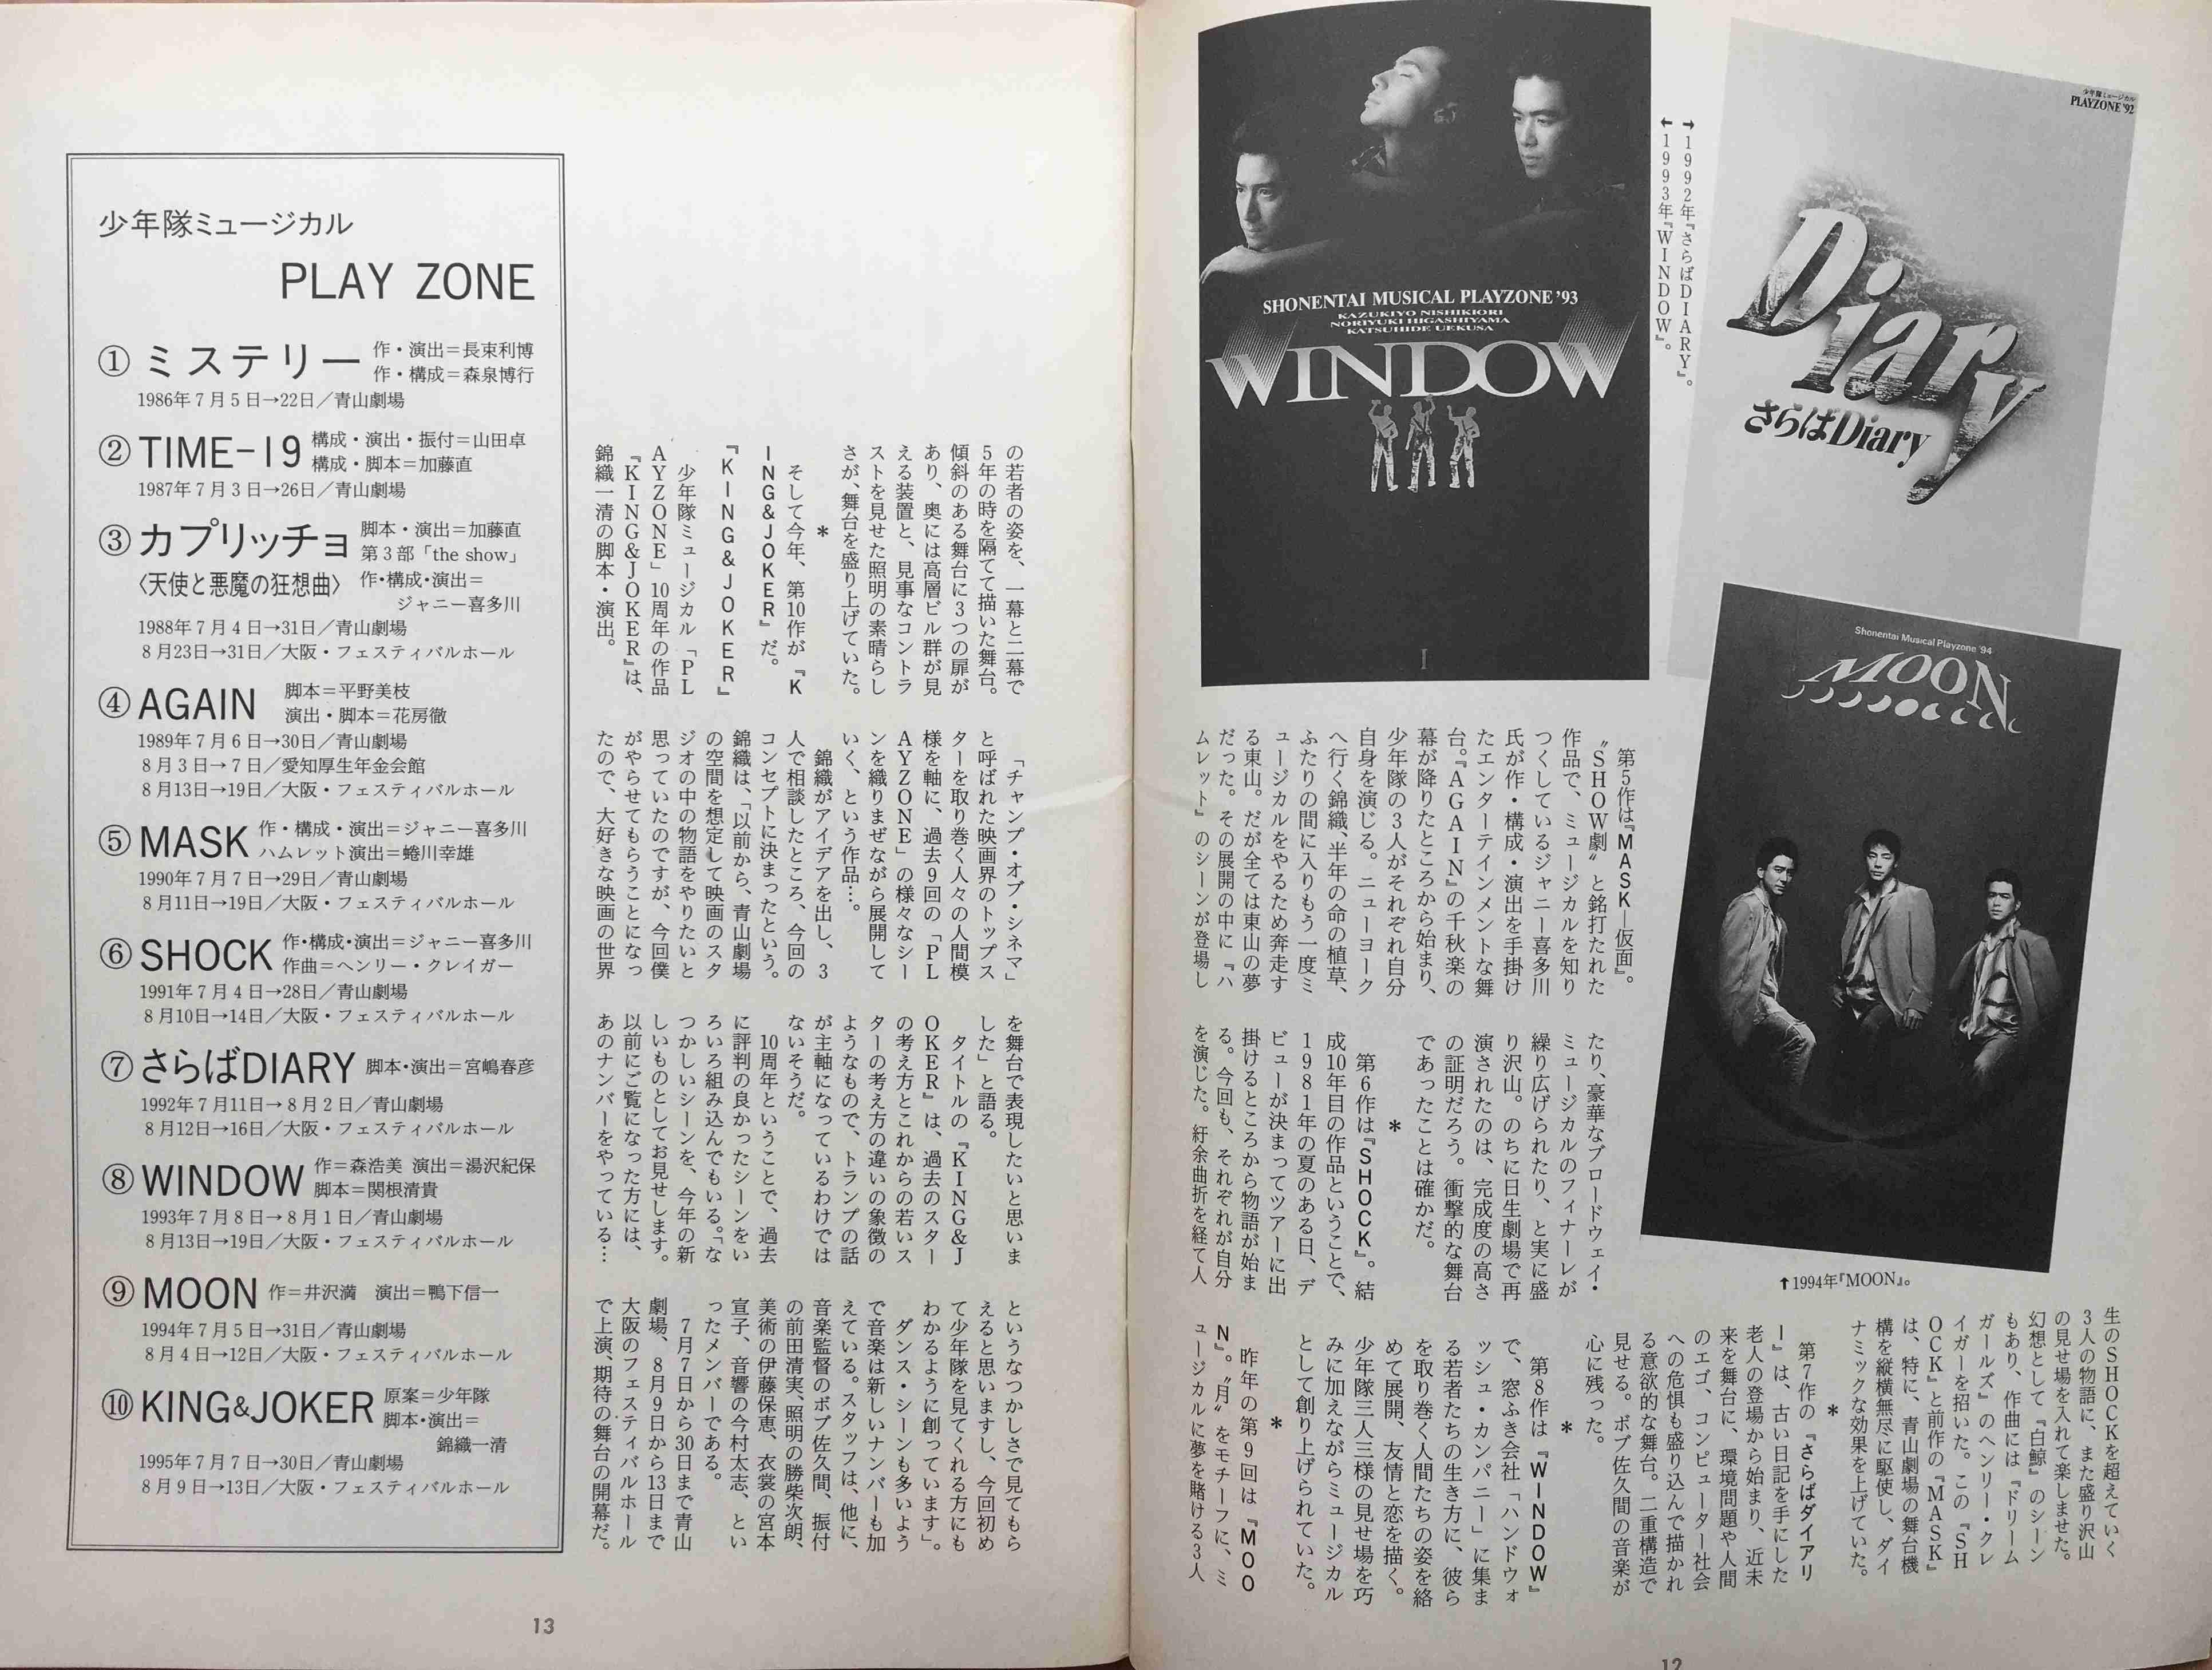 少年隊ミュージカル
PLAYZONE'92
Diary
さらばDiary
→1992年『さらばDIARY』。
←1993年『WINDOW』。
SHONENTAI MUSICAL PLAYZONE'93
KAZUKIYO NISHIKIORI
NORIYUKI HIGASHIYAMA
KATSUHIDE UEKUSA
WINDOW
Shonentai Musical Playzone '94
MOON
↑1994年『MOON』。
第5作は『MASK―仮面』。
〝SHOW劇〟と銘打たれた
作品で、ミュージカルを知り
つくしているジャニー喜多川
氏が作・構成・演出を手掛け
たエンターテインメントな舞
台。『AGAIN』の千秋楽の
幕が降りたところから始まり、
少年隊の3人がそれぞれ自分
自身を演じる。ニューヨーク
へ行く錦織、半年の命の植草、
ふたりの間に入りもう一度ミ
ュージカルをやるため奔走す
る東山。だが全ては東山の夢
だった。その展開の中に『ハ
ムレット』のシーンが登場し
たり、豪華なブロードウェイ・
ミュージカルのフィナーレが
繰り広げられたり、と実に盛
り沢山。のちに日生劇場で再
演されたのは、完成度の高さ
の証明だろう。衝撃的な舞台
であったことは確かだ。
＊
第6作は『SHOCK』。結
成10年目の作品ということで、
1981年の夏のある日、デ
ビューが決まってツアーに出
掛けるところから物語が始ま
る。今回も、それぞれが自分
を演じた。紆余曲折を経て人
生のSHOCKを超えていく
3人の物語に、また盛り沢山
の見せ場を入れて楽しませた。
幻想として『白鯨』のシーン
もあり、作曲には『ドリーム
ガールズ』のヘンリー・クレ
イガーを招いた。この『SH
OCK』と前作の『MASK』
は、特に、青山劇場の舞台機
構を縦横無尽に駆使し、ダイ
ナミックな効果を上げていた。
＊
第7作の『さらばダイアリ
ー』は、古い日記を手にした
老人の登場から始まり、近未
来を舞台に、環境問題や人間
のエゴ、コンピューター社会
への危惧も盛り込んで描かれ
る意欲的な舞台。二重構造で
見せる。ボブ佐久間の音楽が
心に残った。
＊
第8作は『WINDOW』
で、窓ふき会社「ハンドウォ
ッシュ・カンパニー」に集ま
る若者たちの生き方に、彼ら
を取り巻く人間たちの姿を絡
めて展開、友情と恋を描く。
少年隊三人三様の見せ場を巧
みに加えながらミュージカル
として創り上げられていた。
＊
昨年の第9回は『MOO
N』。〝月〟をモチーフに、ミ
ュージカルに夢を賭ける3人
12
の若者の姿を、一幕と二幕で
5年の時を隔てて描いた舞台。
傾斜のある舞台に3つの扉が
あり、奥には高層ビル群が見
える装置と、見事なコントラ
ストを見せた照明の素晴らし
さが、舞台を盛り上げていた。
＊
そして今年、第10作が『K
ING&JOKER』だ。
『KING&JOKER』
少年隊ミュージカル「PL
AYZONE」10周年の作品
『KING&JOKER』は、
錦織一清の脚本・演出。
「チャンプ・オブ・シネマ」
と呼ばれた映画界のトップス
ターを取り巻く人々の人間模
様を軸に、過去9回の「PL
AYZONE」の様々なシー
ンを織りまぜながら展開して
いく、という作品…。
錦織がアイデアを出し、3
人で相談したところ、今回の
コンセプトに決まったという。
錦織は、「以前から、青山劇場
の空間を想定して映画のスタ
ジオの中の物語をやりたいと
思っていたのですが、今回僕
がやらせてもらうことになっ
たので、大好きな映画の世界
を舞台で表現したいと思いま
した」と語る。
タイトルの『KING&J
OKER』は、過去のスター
の考え方とこれからの若いス
ターの考え方の違いの象徴の
ようなもので、トランプの話
が主軸になっているわけでは
ないそうだ。
10周年ということで、過去
に評判の良かったシーンをい
ろいろ組み込んでもいる。「な
つかしいシーンを、今年の新
しいものとしてお見せします。
以前にご覧になった方には、
あのナンバーをやっている…
というなつかしさで見てもら
えると思いますし、今回初め
て少年隊を見てくれる方にも
わかるように創っています」。
ダンス・シーンも多いよう
で音楽は新しいナンバーも加
えている。スタッフは、他に、
音楽監督のボブ佐久間、振付
の前田清実、照明の勝柴次朗、
美術の伊藤保恵、衣裳の宮本
宣子、音響の今村太志、とい
ったメンバーである。
7月7日から30日まで青山
劇場、8月9日から13日まで
大阪のフェスティバルホール
で上演、期待の舞台の開幕だ。
少年隊ミュージカル
PLAY ZONE
①ミステリー 作・演出＝長束利博
作・構成＝森泉博行
1986年7月5日→22日／青山劇場
②TIME-19 構成・演出・振付＝山田卓
構成・脚本＝加藤直
1987年7月3日→26日／青山劇場
③カプリッチョ 脚本・演出＝加藤直
第3部「the show」
〈天使と悪魔の狂想曲〉 作・構成・演出＝
ジャニー喜多川
1988年7月4日→31日／青山劇場
8月23日→31日／大阪・フェスティバルホール
④AGAIN 脚本＝平野美枝
演出・脚本＝花房徹
1989年7月6日→30日／青山劇場
8月3日→7日／愛知厚生年金会館
8月13日→19日／大阪・フェスティバルホール
⑤MASK 作・構成・演出＝ジャニー喜多川
ハムレット演出＝蜷川幸雄
1990年7月7日→29日／青山劇場
8月11日→19日／大阪・フェスティバルホール
⑥SHOCK 作・構成・演出＝ジャニー喜多川
作曲＝ヘンリー・クレイガー
1991年7月4日→28日／青山劇場
8月10日→14日／大阪・フェスティバルホール
⑦さらばDIARY 脚本・演出＝宮嶋春彦
1992年7月11日→8月2日／青山劇場
8月12日→16日／大阪・フェスティバルホール
⑧WINDOW 作＝森浩美 演出＝湯沢紀保
脚本＝関根清貴
1993年7月8日→8月1日／青山劇場
8月13日→19日／大阪・フェスティバルホール
⑨MOON 作＝井沢満 演出＝鴨下信一
1994年7月5日→31日／青山劇場
8月4日→12日／大阪・フェスティバルホール
⑩KING&JOKER 原案＝少年隊
脚本・演出＝
錦織一清
1995年7月7日→30日／青山劇場
8月9日→13日／大阪・フェスティバルホール
13